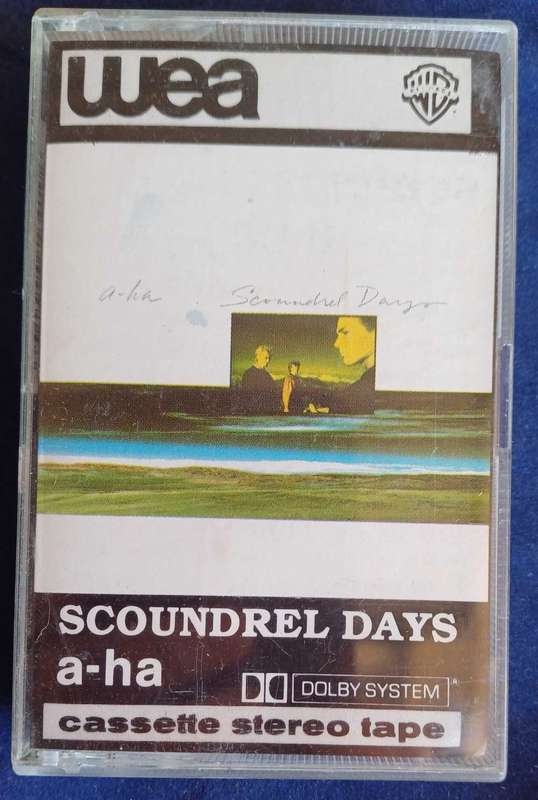 wea
a-ha Scoundrel Days
SCOUNDREL DAYS
a-ha
DOLBY SYSTEM
cassette stereo tape